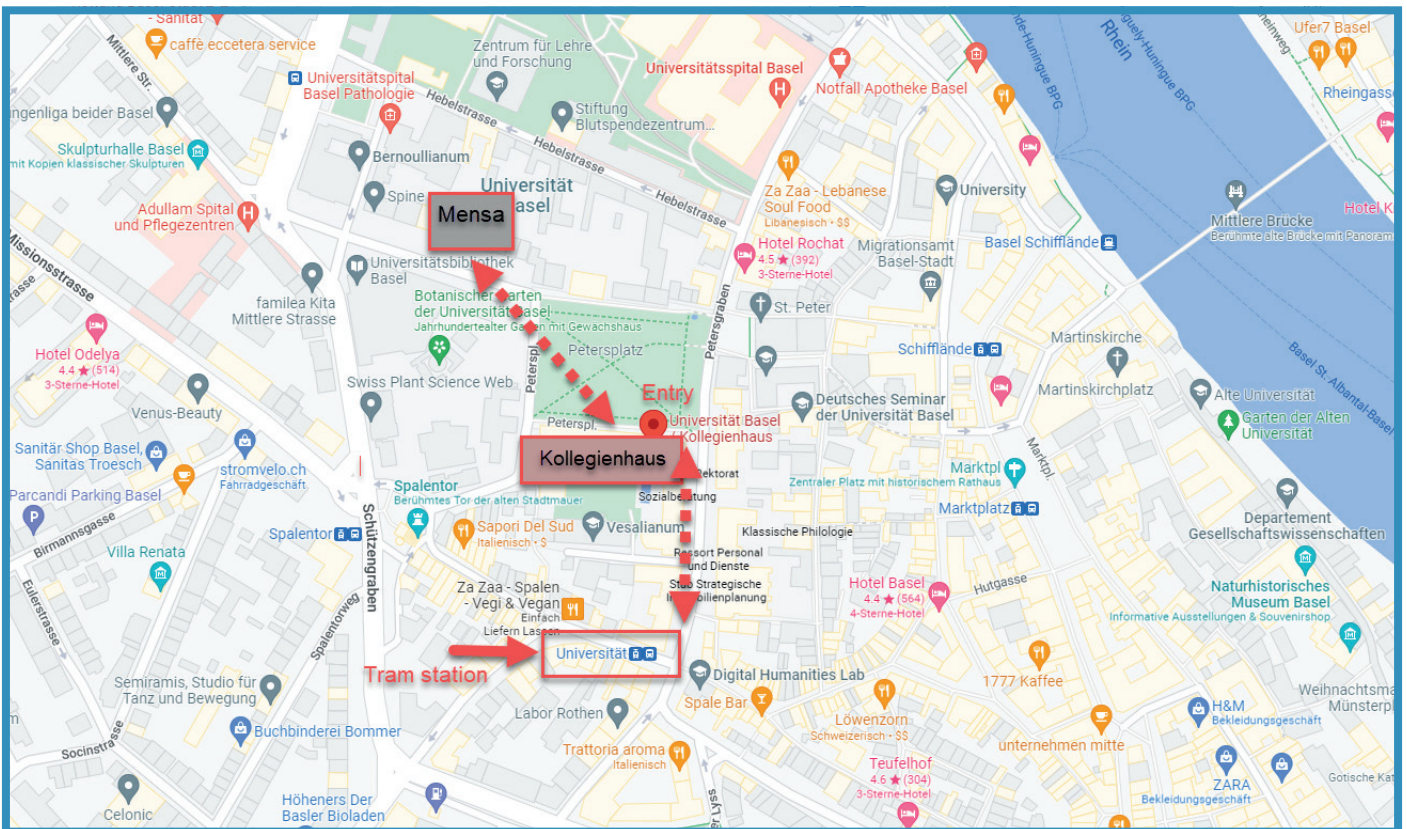 - Sanität
caffè eccetera service
Mittlere Str.
Universitätspital
Basel Pathologie
Zentrum für Lehre
und Forschung
Universitätsspital Basel
Notfall Apotheke Basel
Rhein
Huningue BPG
Huningue BPG
Ufer7 Basel
Rheingass
ngenliga beider Basel
Hebelstrasse
Stiftung
Blutspendezentrum...
Skulpturhalle Basel
mit Kopien klassischer Skulpturen
Bernoullianum
Hebelstrasse
Spine
Universität
asel
Mensa
Hebelstrasse
Za Zaa - Lebanese
Soul Food
Libanesisch • $$
University
Mittlere Brücke
Berühmte alte Brücke mit Panoram
Hotel K
Adullam Spital
und Pflegezentren
Missionsstrasse
asse
Hotel Rochat
4.5 ★ (392)
3-Sterne-Hotel
Migrationsamt
Basel-Stadt
Basel Schifflände
Universitätsbibliothek
Basel
familea Kita
Mittlere Strasse
Botanischer Garten
der Universität Basel
Jahrhundertealter Garten mit Gewächshaus
St. Peter
Petersgraben
Petersplatz
Peterspl.
Schifflände
Martinskirche
Martinskirchplatz
Basel St. Albantal-Basel
Hotel Odelya
4.4 ★ (514)
3-Sterne-Hotel
Swiss Plant Science Web
Entry
Venus-Beauty
Peterspl.
Universität Basel
/ Kollegienhaus
Deutsches Seminar
der Universität Basel
Alte Universität
Garten der Alten
Universität
Sanitär Shop Basel,
Sanitas Troesch
stromvelo.ch
Fahrradgeschäft
Kollegienhaus
Rektorat
Marktpl
Zentraler Platz mit historischem Rathaus
Marktpl.
Parcandi Parking Basel
Spalentor
Berühmtes Tor der alten Stadtmauer
Sozialberatung
Marktplatz
Birmannsgasse
Spalentor
Schützengraben
Sapori Del Sud
Italienisch • $
Vesalianum
Klassische Philologie
Departement
Gesellschaftswissenschaften
Villa Renata
Ressort Personal
und Dienste
Eulerstrasse
Spalentorweg
Za Zaa - Spalen
- Vegi & Vegan
Einfach
Liefern Lassen
Stab Strategische
Immobilienplanung
Hotel Basel
4.4 ★ (564)
4-Sterne-Hotel
Hutgasse
Naturhistorisches
Museum Basel
Informative Ausstellungen & Souvenirshop
Tram station
Universität
Digital Humanities Lab
1777 Kaffee
Semiramis, Studio für
Tanz und Bewegung
Labor Rothen
Spale Bar
Löwenzorn
Schweizerisch • $$
H&M
Bekleidungsgeschäft
Weihnachtsma
Münsterpl
Buchbinderei Bommer
Socinstrasse
Trattoria aroma
Italienisch
unternehmen mitte
Teufelhof
4.6 ★ (304)
3-Sterne-Hotel
ZARA
Bekleidungsgeschäft
Gotische Kat
Celonic
Höheners Der
Basler Bioladen
er Lyss